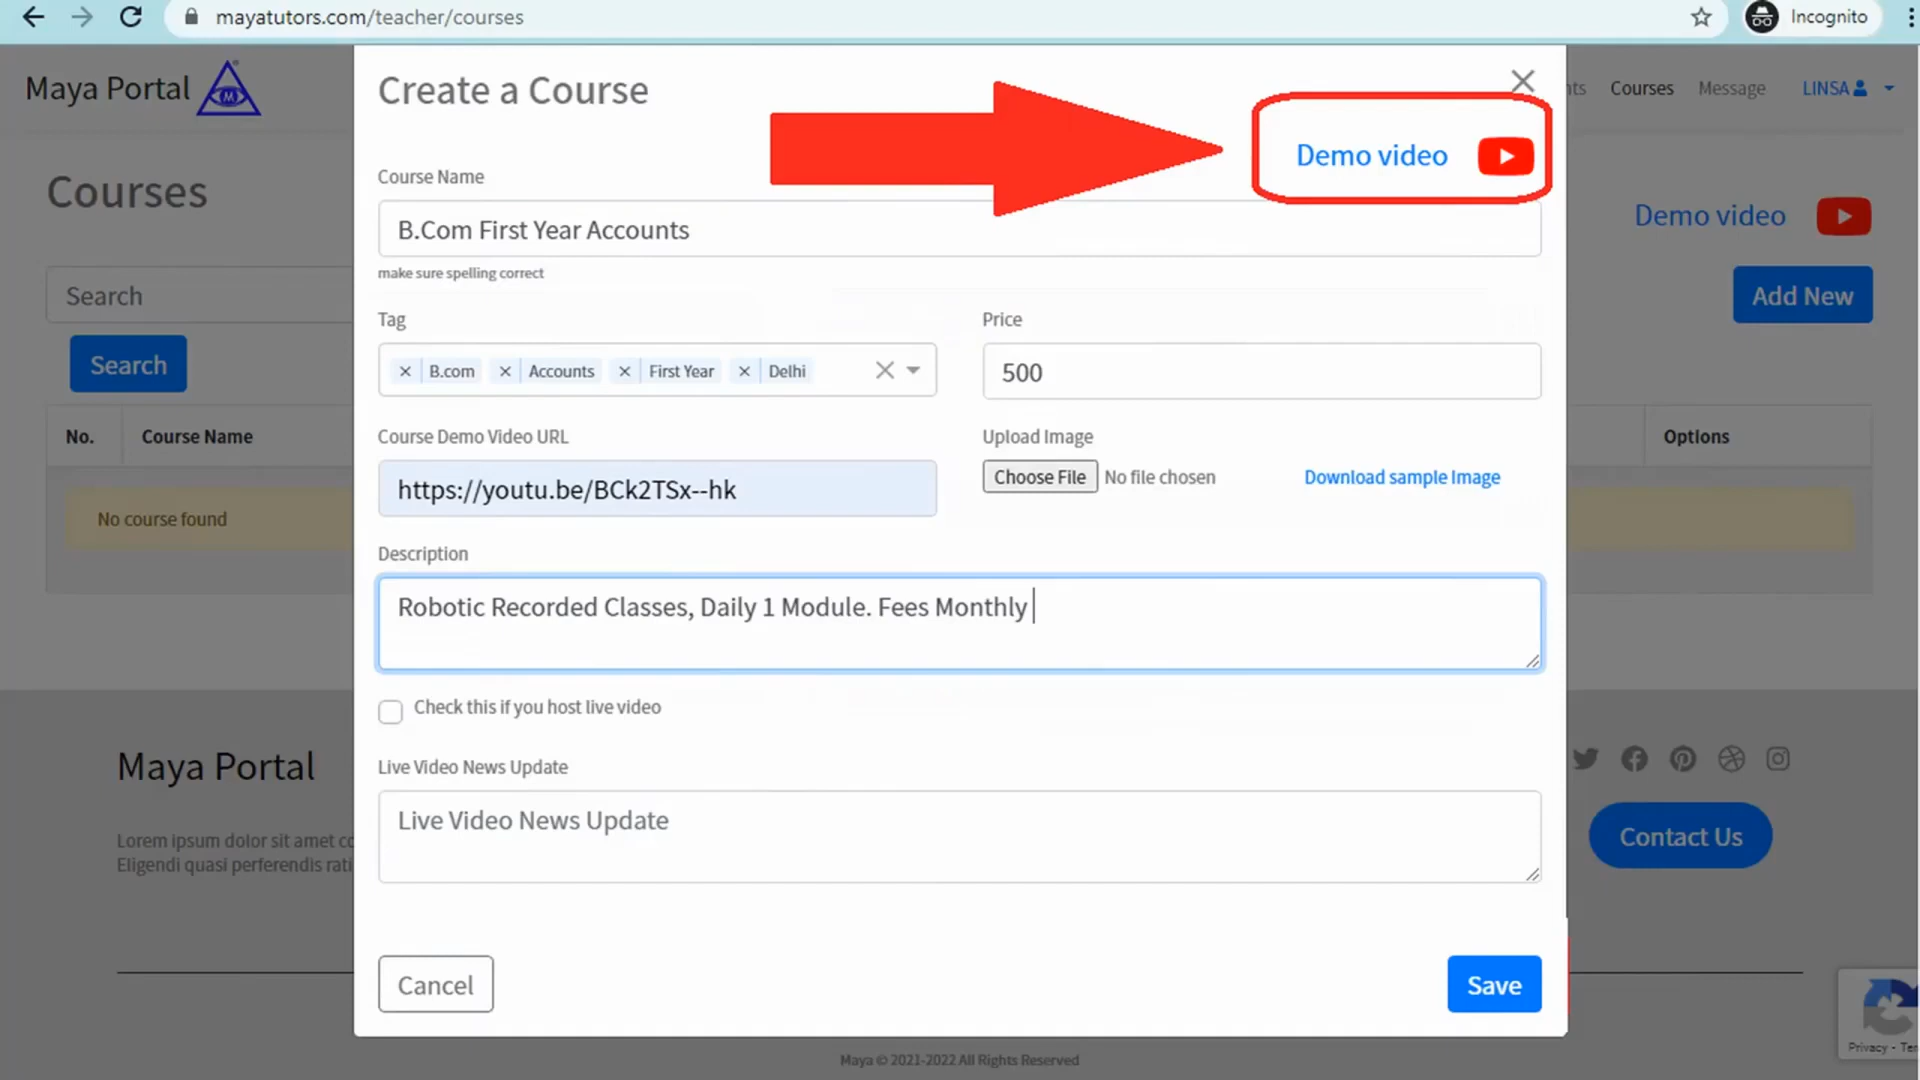 mayatutors.com/teacher/courses
Incognito
Maya Portal
M
Create a Course
nts
Courses
Message
LINSA
Demo video
Courses
Course Name
B.Com First Year Accounts
Demo video
make sure spelling correct
Search
Add New
Tag
Price
Search
× B.com × Accounts × First Year × Delhi
500
No.
Course Name
Course Demo Video URL
Upload Image
Options
https://youtu.be/BCk2TSx--hk
Choose File No file chosen
Download sample Image
No course found
Description
Robotic Recorded Classes, Daily 1 Module. Fees Monthly
Check this if you host live video
Maya Portal
Live Video News Update
Live Video News Update
Lorem ipsum dolor sit amet co
Eligendi quasi perferendis rati
Contact Us
Cancel
Save
Privacy - Ter
Maya © 2021-2022 All Rights Reserved